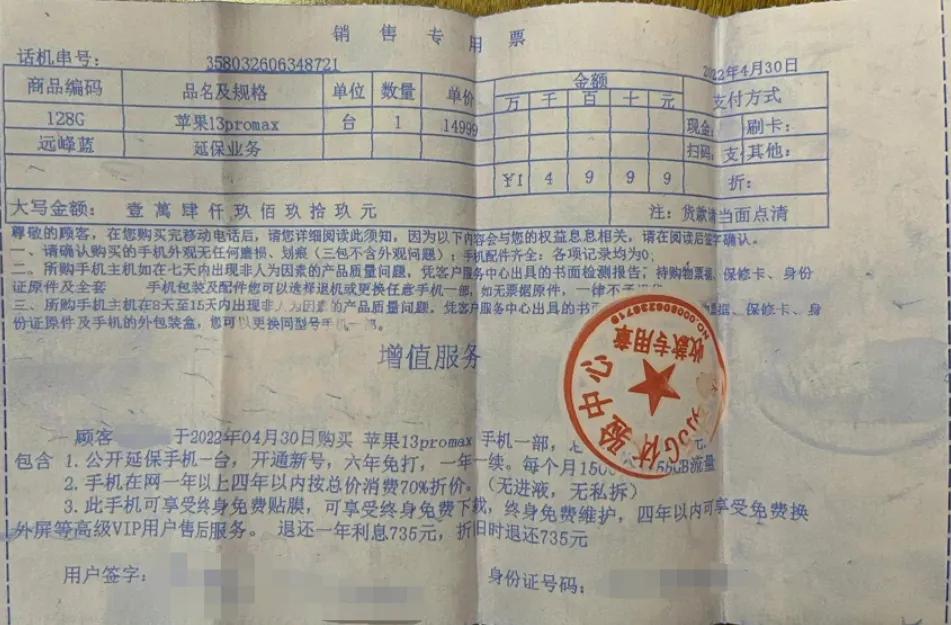 销售专用票
话机串号： 358032606348721 2022年4月30日
商品编码 品名及规格 单位 数量 单价 金额 支付方式
万 千 百 十 元
128G 苹果13promax 台 1 14999 现金： 刷卡：
远峰蓝 延保业务 扫码： 支 其他：
¥1 4 9 9 9 折：
大写金额： 壹萬肆仟玖佰玖拾玖元 注：货款请当面点清
尊敬的顾客，在您购买完移动电话后，请您详细阅读此须知，因为以下内容会与您的权益息息相关，请在阅读后签字确认。
一、请确认购买的手机外观无任何磨损、划痕（三包不含外观问题）；手机配件齐全：各项记录均为0；
二。所购手机主机如在七天内出现非人为因素的产品质量问题，凭客户服务中心出具的书面检测报告，持购物票据、保修卡、身份
证原件及全套 手机包装及配件您可以选择退机或更换任意手机一部，如无票据原件，一律不予
三、所购手机主机在8天至15天内出现非人为因素的产品质量问题，凭客户服务中心出具的书面 票据、保修卡、身
份证原件及手机的外包装盒，您可以更换同型号手机一部。
收款专用章
5G体验中心
增值服务
顾客 于2022年04月30日购买 苹果13promax 手机一部，
包含 1.公开延保手机一台，开通新号，六年免打，一年一续。每个月150 GB流量
2.手机在网一年以上四年以内按总价消费70%折价。（无进液，无私拆）
3.此手机可享受终身免费贴膜，可享受终身免费下载，终身免费维护，四年以内可享受免费换
外屏等高级VIP用户售后服务。 退还一年利息735元，折旧时退还735元
用户签字： 身份证号码：